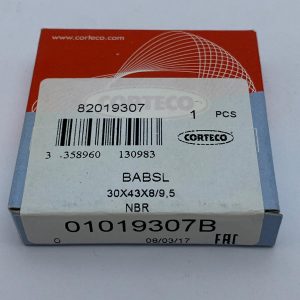 www.corteco.com
CORTECO
82019307
1 PCS
CORTECO
3 358960 130983
BABSL
30X43X8/9,5
NBR
01019307B
0 08/03/17 EAC